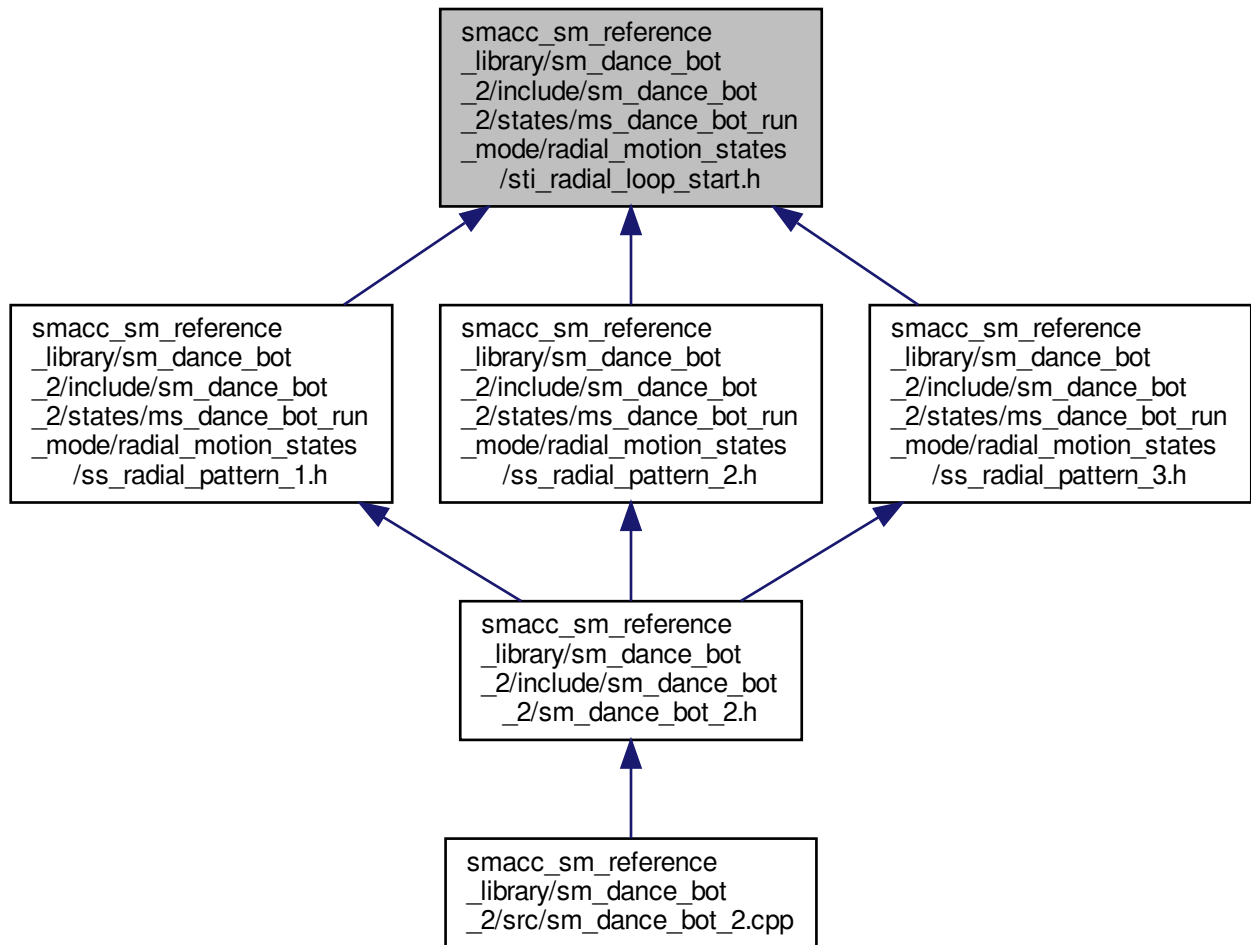 smacc_sm_reference
_library/sm_dance_bot
_2/include/sm_dance_bot
_2/states/ms_dance_bot_run
_mode/radial_motion_states
/sti_radial_loop_start.h
smacc_sm_reference
_library/sm_dance_bot
_2/include/sm_dance_bot
_2/states/ms_dance_bot_run
_mode/radial_motion_states
/ss_radial_pattern_1.h
smacc_sm_reference
_library/sm_dance_bot
_2/include/sm_dance_bot
_2/states/ms_dance_bot_run
_mode/radial_motion_states
/ss_radial_pattern_2.h
smacc_sm_reference
_library/sm_dance_bot
_2/include/sm_dance_bot
_2/states/ms_dance_bot_run
_mode/radial_motion_states
/ss_radial_pattern_3.h
smacc_sm_reference
_library/sm_dance_bot
_2/include/sm_dance_bot
_2/sm_dance_bot_2.h
smacc_sm_reference
_library/sm_dance_bot
_2/src/sm_dance_bot_2.cpp